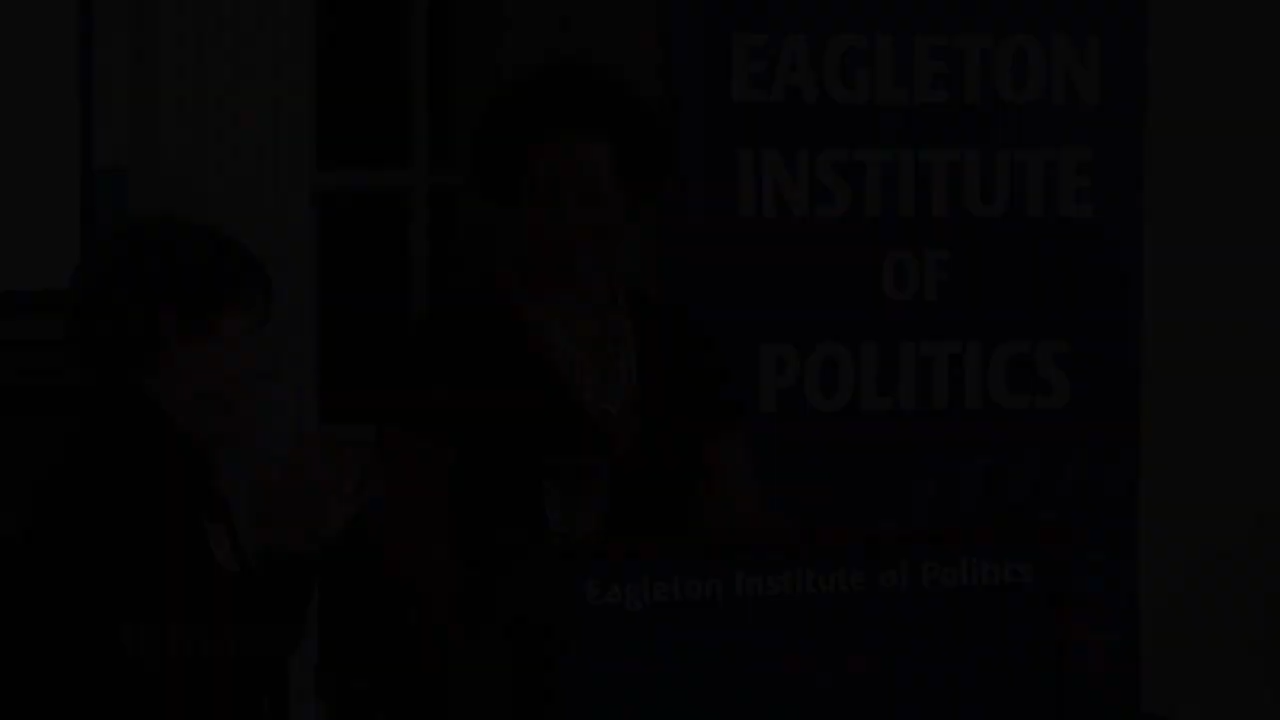 EAGLETON
INSTITUTE
OF
POLITICS
Eagleton Institute of Politics